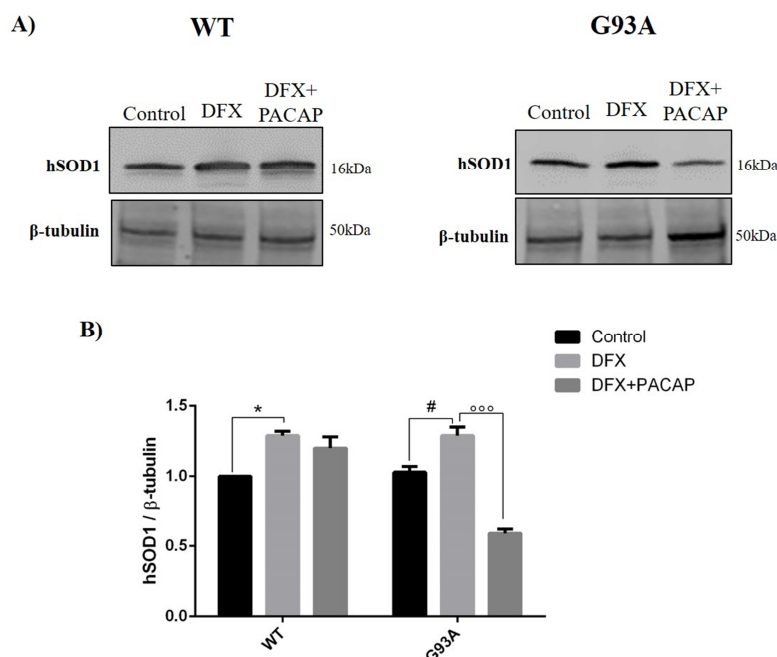 A)
WT
G93A
Control
DFX
DFX+
PACAP
Control
DFX
DFX+
PACAP
hSOD1
16kDa
hSOD1
16kDa
β-tubulin
50kDa
β-tubulin
50kDa
B)
Control
DFX
DFX+PACAP
hSOD1 / β-tubulin
1.5
1.0
0.5
0.0
*
#
°°°
WT
G93A